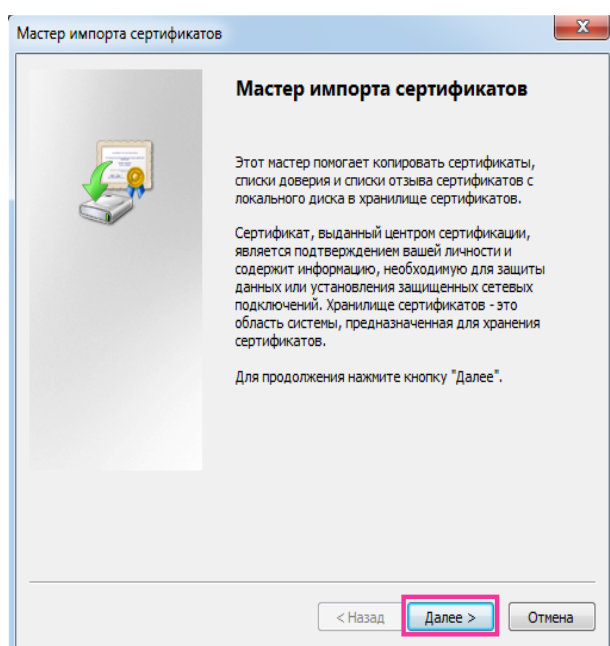 Мастер импорта сертификатов
Мастер импорта сертификатов
Этот мастер помогает копировать сертификаты,
списки доверия и списки отзыва сертификатов с
локального диска в хранилище сертификатов.
Сертификат, выданный центром сертификации,
является подтверждением вашей личности и
содержит информацию, необходимую для защиты
данных или установления защищенных сетевых
подключений. Хранилище сертификатов - это
область системы, предназначенная для хранения
сертификатов.
Для продолжения нажмите кнопку "Далее".
< Назад Далее > Отмена